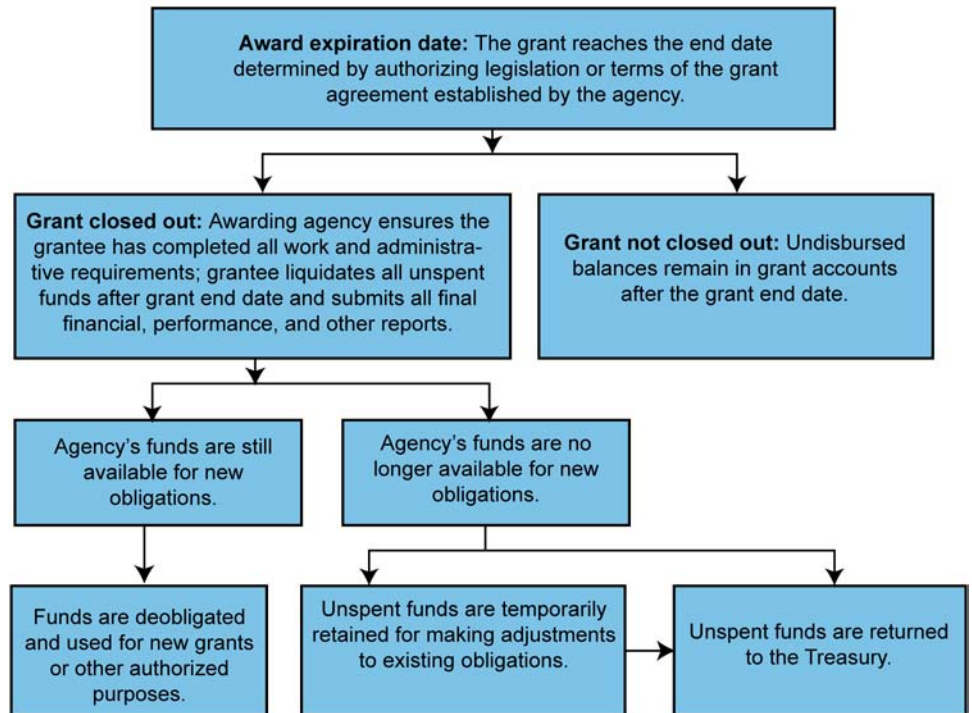 Award expiration date: The grant reaches the end date
determined by authorizing legislation or terms of the grant
agreement established by the agency.
Grant closed out: Awarding agency ensures the
grantee has completed all work and administra-
tive requirements; grantee liquidates all unspent
funds after grant end date and submits all final
financial, performance, and other reports.
Grant not closed out: Undisbursed
balances remain in grant accounts
after the grant end date.
Agency’s funds are still
available for new
obligations.
Agency’s funds are no
longer available for new
obligations.
Funds are deobligated
and used for new grants
or other authorized
purposes.
Unspent funds are temporarily
retained for making adjustments
to existing obligations.
Unspent funds are returned
to the Treasury.